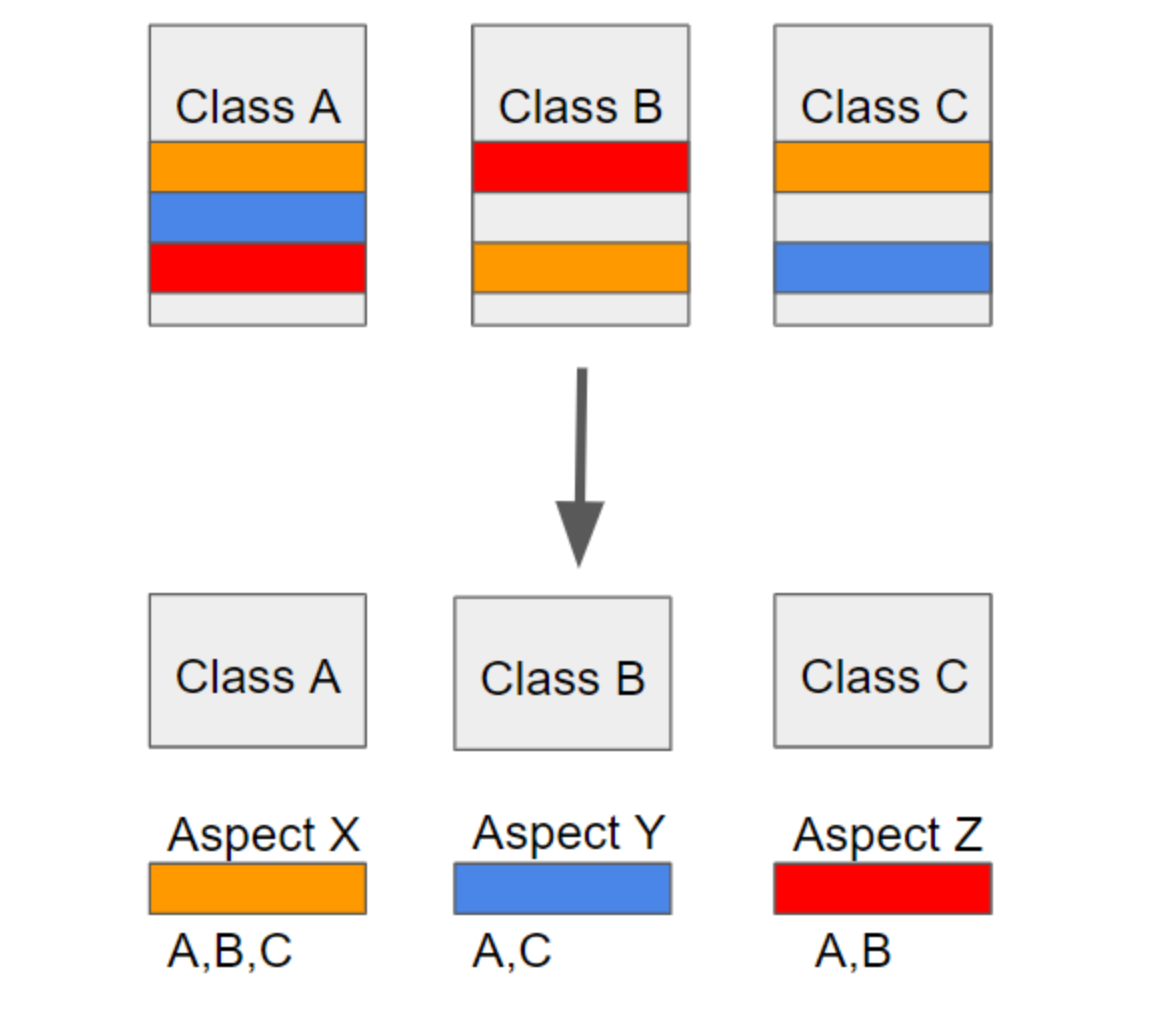 Class A
Class B
Class C
Class A
Class B
Class C
Aspect X
Aspect Y
Aspect Z
A,B,C
A,C
A,B